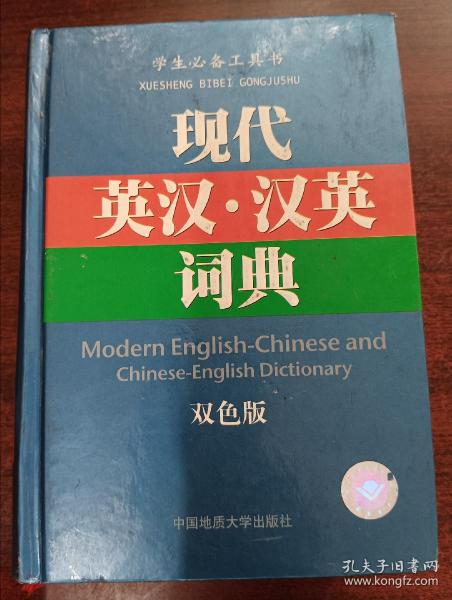 学生必备工具书
XUESHENG BIBEI GONGJUSHU
现代
英汉·汉英
词典
Modern English-Chinese and
Chinese-English Dictionary
双色版
中国地质大学出版社
孔夫子旧书网
www.kongfz.com